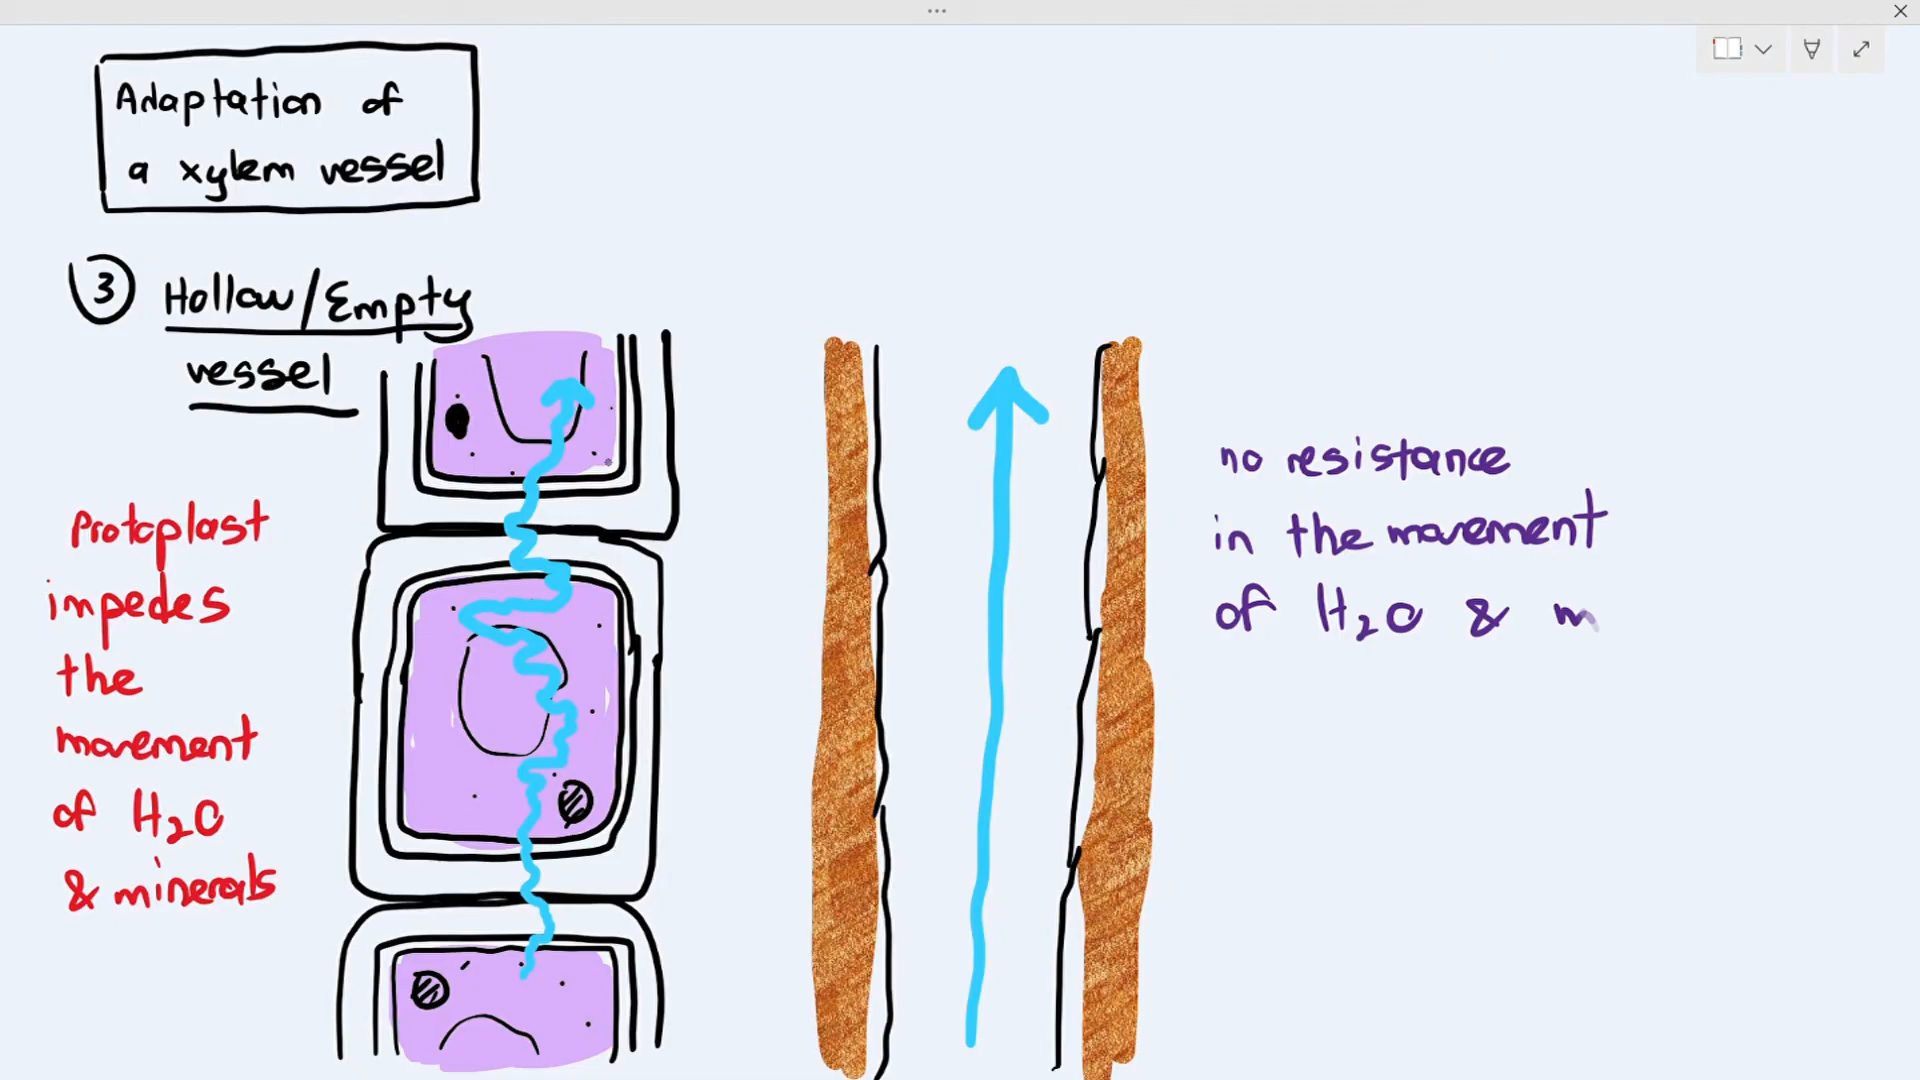 Adaptation of
a xylem vessel
3 Hollow/Empty
vessel
Protoplast
impedes
the
movement
of H₂O
& minerals
no resistance
in the movement
of H₂O & m